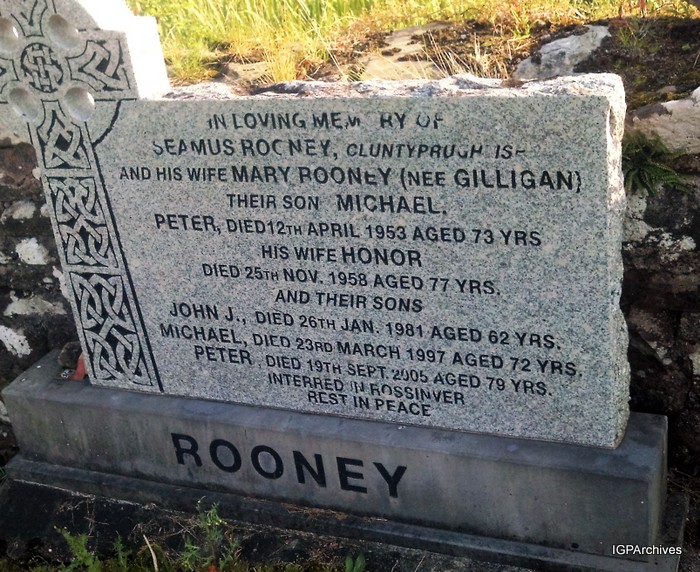 IN LOVING MEM RY OF
SEAMUS ROONEY, CLUNTYPRUGH ISH
AND HIS WIFE MARY ROONEY (NEE GILLIGAN)
THEIR SON MICHAEL.
PETER, DIED 12TH APRIL 1953 AGED 73 YRS
HIS WIFE HONOR
DIED 25TH NOV. 1958 AGED 77 YRS.
AND THEIR SONS
JOHN J., DIED 26TH JAN. 1981 AGED 62 YRS.
MICHAEL, DIED 23RD MARCH 1997 AGED 72 YRS.
PETER, DIED 19TH SEPT. 2005 AGED 79 YRS.
INTERRED IN ROSSINVER
REST IN PEACE
ROONEY
IGPArchives